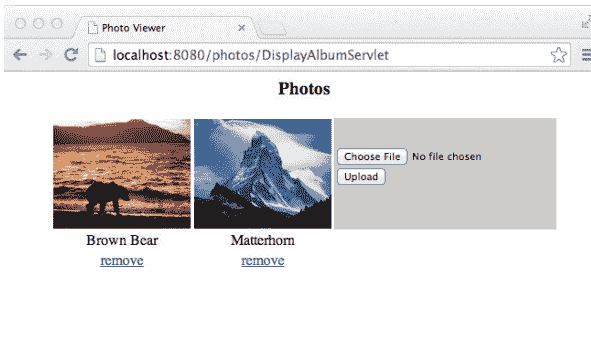 Photo Viewer
localhost:8080/photos/DisplayAlbumServlet
Photos
Choose File No file chosen
Upload
Brown Bear Matterhorn
remove remove